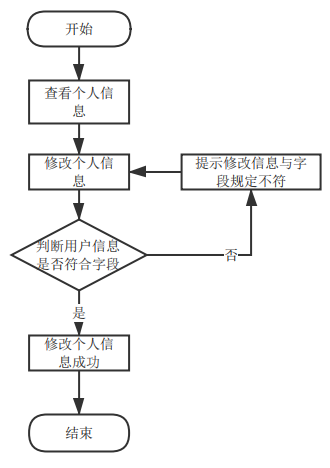 开始
查看个人信
息
修改个人信
息
提示修改信息与字
段规定不符
判断用户信息
是否符合字段
否
是
修改个人信
息成功
结束